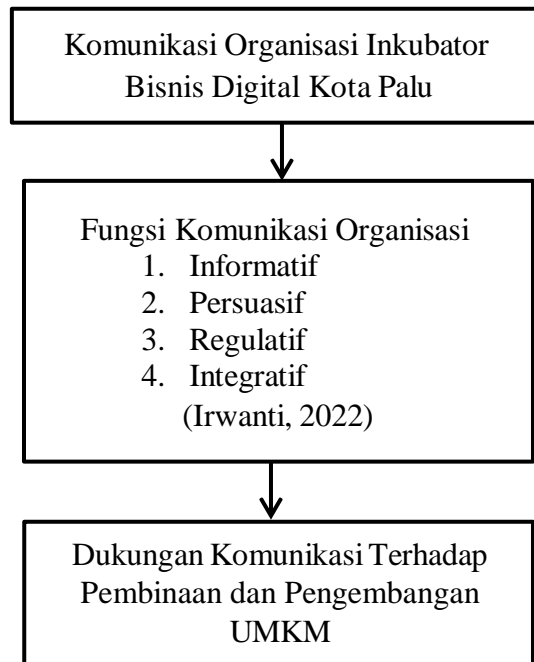 Komunikasi Organisasi Inkubator
Bisnis Digital Kota Palu
Fungsi Komunikasi Organisasi
1. Informatif
2. Persuasif
3. Regulatif
4. Integratif
(Irwanti, 2022)
Dukungan Komunikasi Terhadap
Pembinaan dan Pengembangan
UMKM